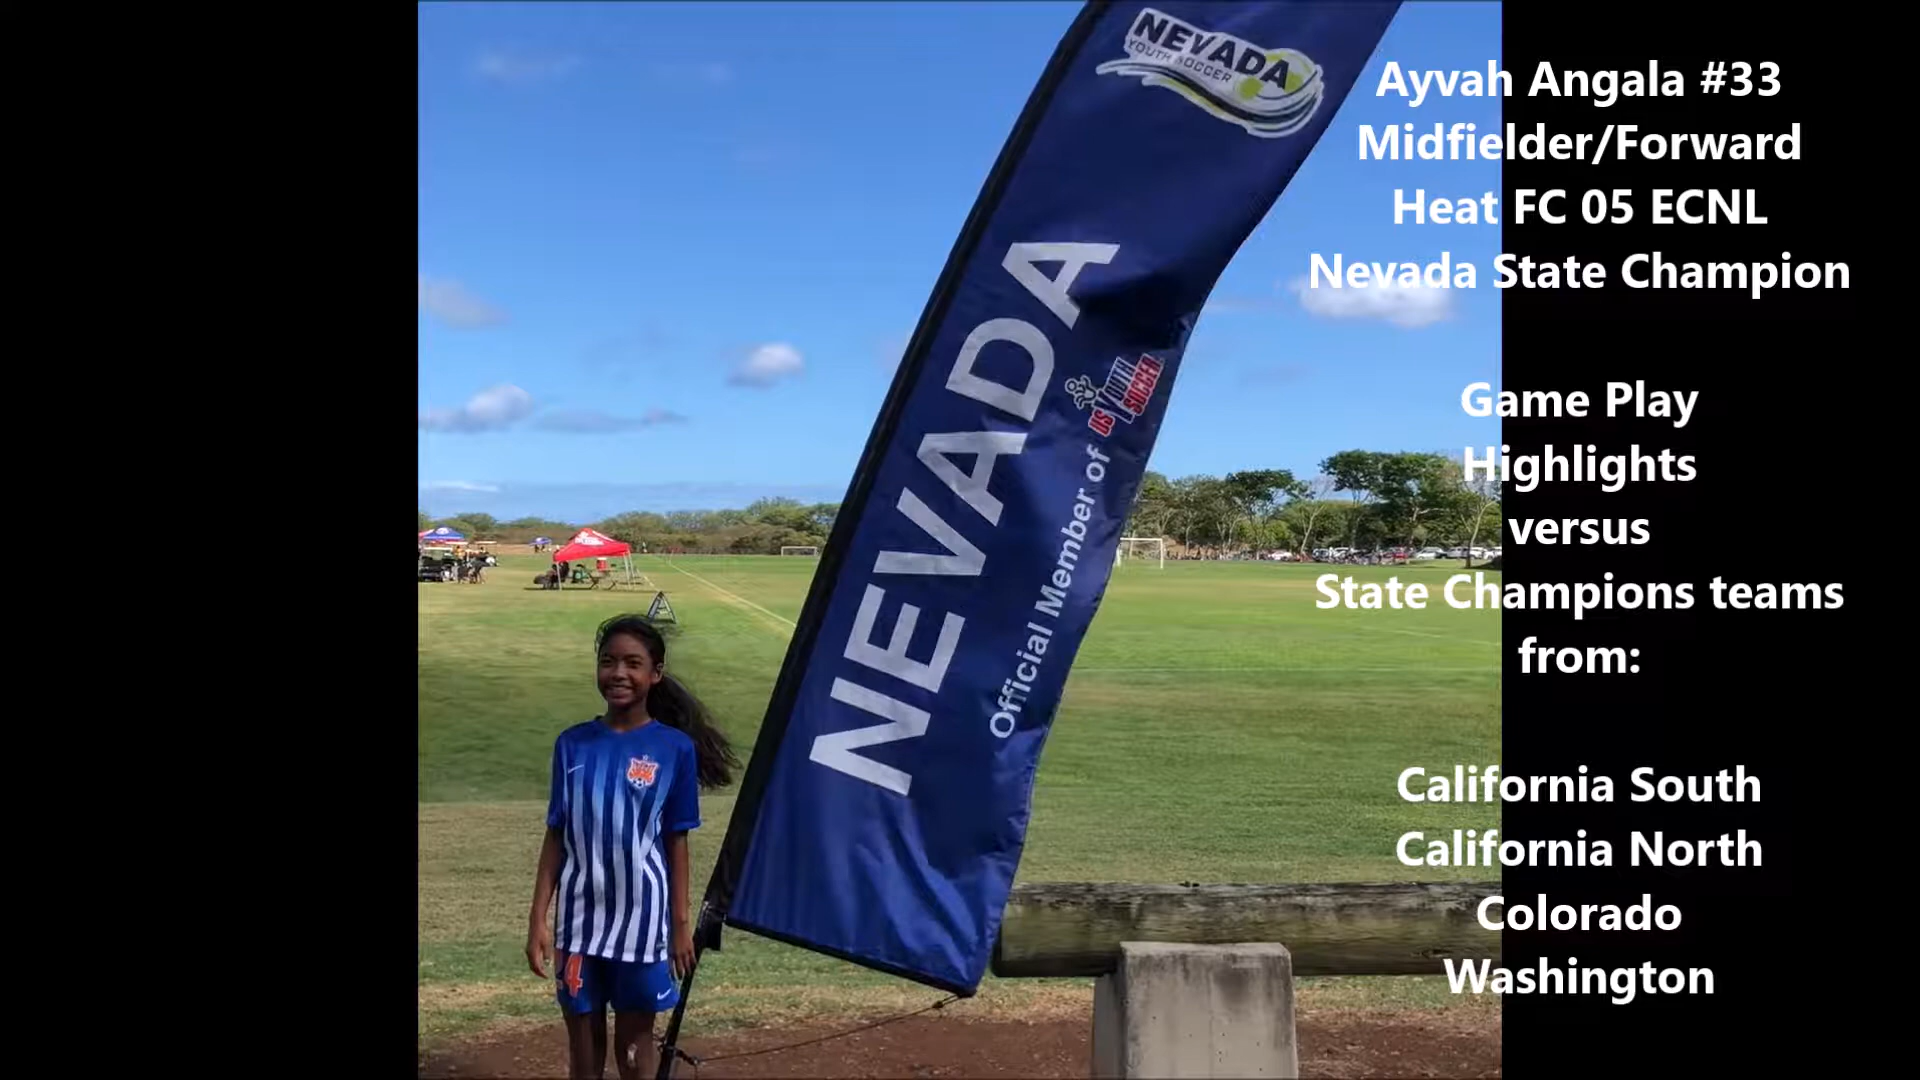 NEVADA
YOUTH SOCCER
NEVADA
Official Member of
US YOUTH
SOCCER
4
Ayvah Angala #33
Midfielder/Forward
Heat FC 05 ECNL
Nevada State Champion
Game Play
Highlights
versus
State Champions teams
from:
California South
California North
Colorado
Washington